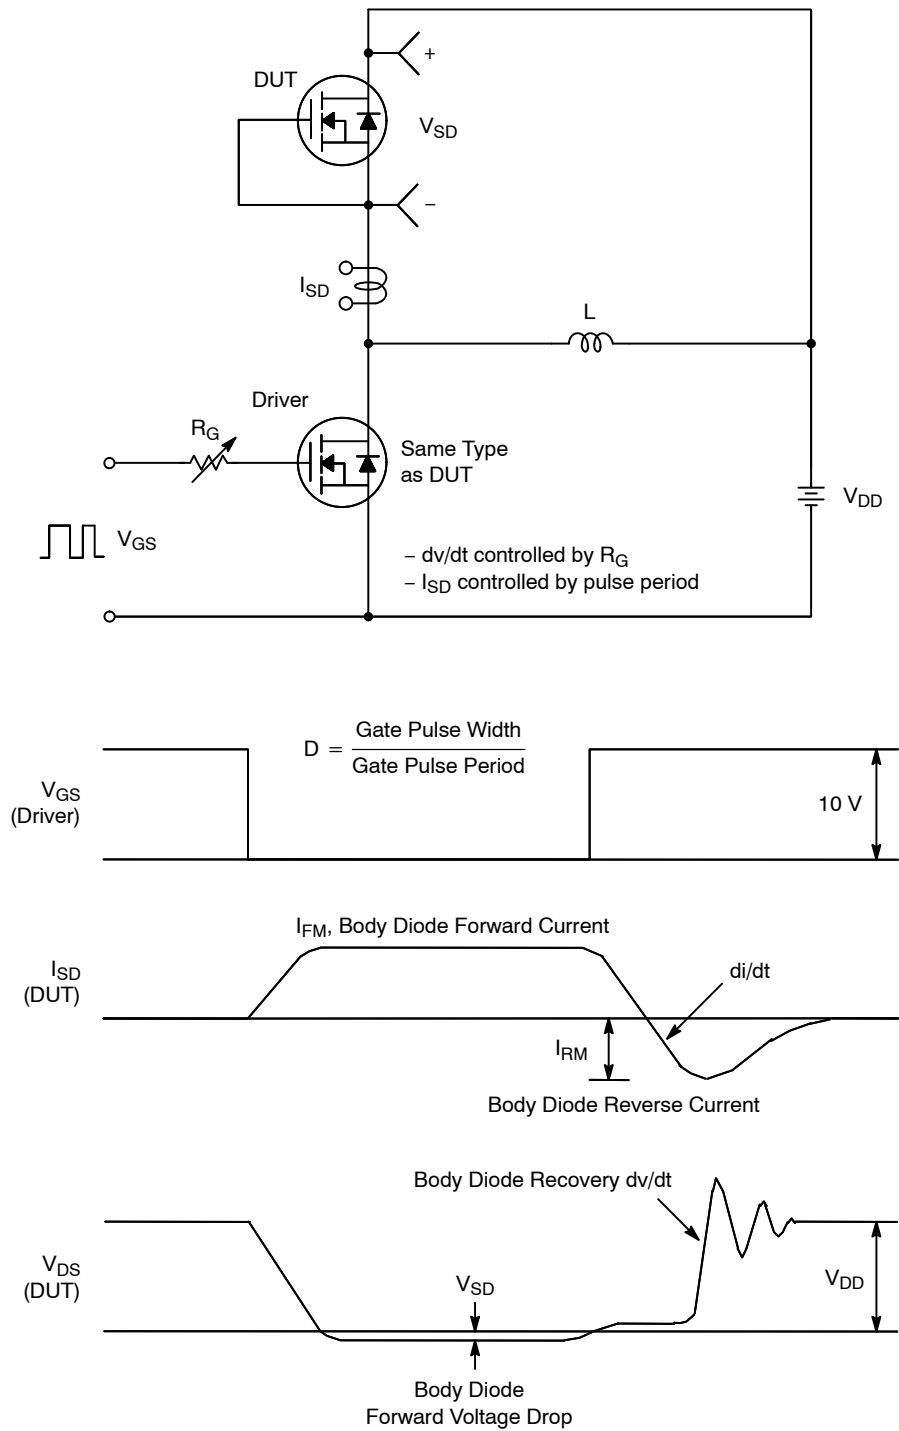 DUT
+
V_SD
−
I_SD
L
Driver
R_G
Same Type
as DUT
V_DD
V_GS
– dv/dt controlled by R_G
– I_SD controlled by pulse period
D = Gate Pulse Width / Gate Pulse Period
V_GS
(Driver)
10 V
I_FM, Body Diode Forward Current
I_SD
(DUT)
di/dt
I_RM
Body Diode Reverse Current
Body Diode Recovery dv/dt
V_DS
(DUT)
V_SD
V_DD
Body Diode
Forward Voltage Drop